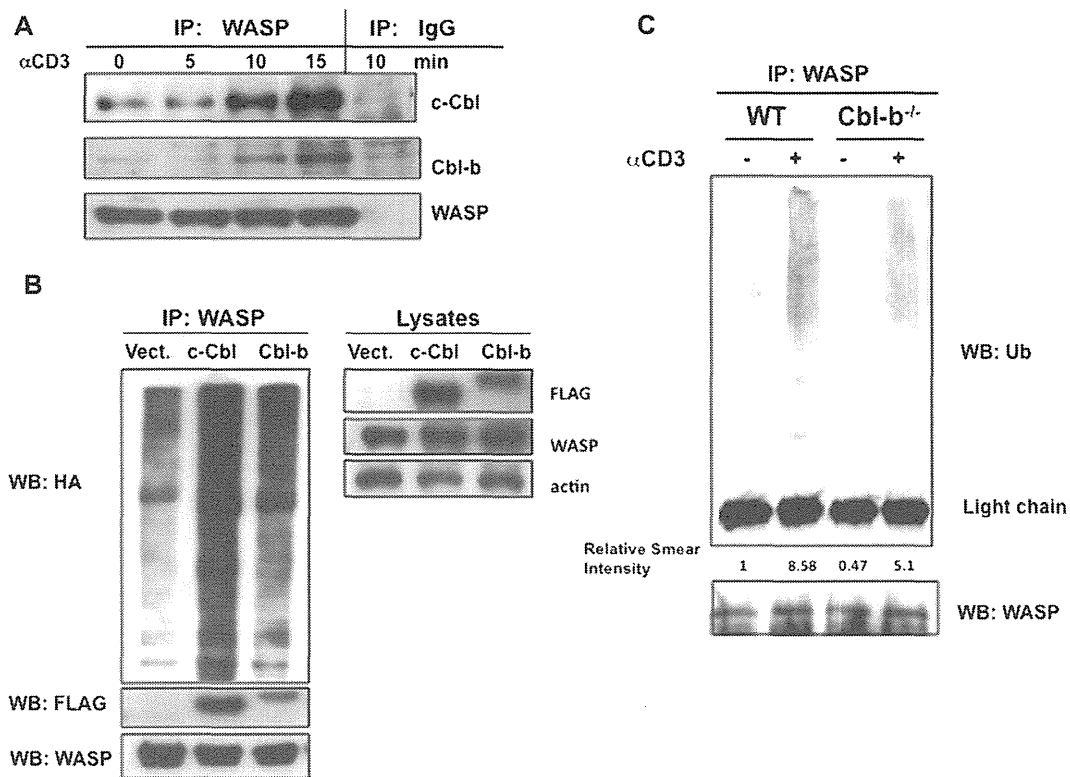 A
IP: WASP IP: IgG
αCD3 0 5 10 15 10 min
c-Cbl
Cbl-b
WASP
B
IP: WASP
Vect. c-Cbl Cbl-b
WB: HA
WB: FLAG
WB: WASP
Lysates
Vect. c-Cbl Cbl-b
FLAG
WASP
actin
C
IP: WASP
WT Cbl-b-/-
αCD3 - + - +
WB: Ub
Light chain
Relative Smear
Intensity 1 8.58 0.47 5.1
WB: WASP